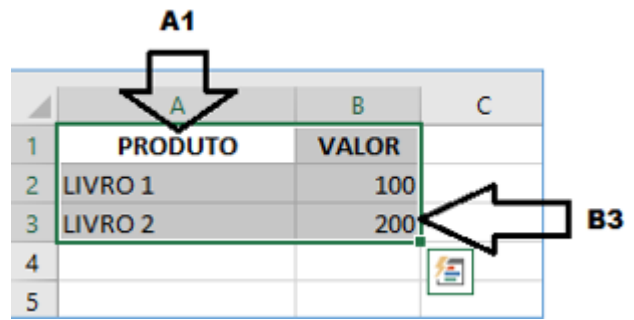 A1
A B C
1 PRODUTO VALOR
2 LIVRO 1 100
3 LIVRO 2 200 B3
4
5